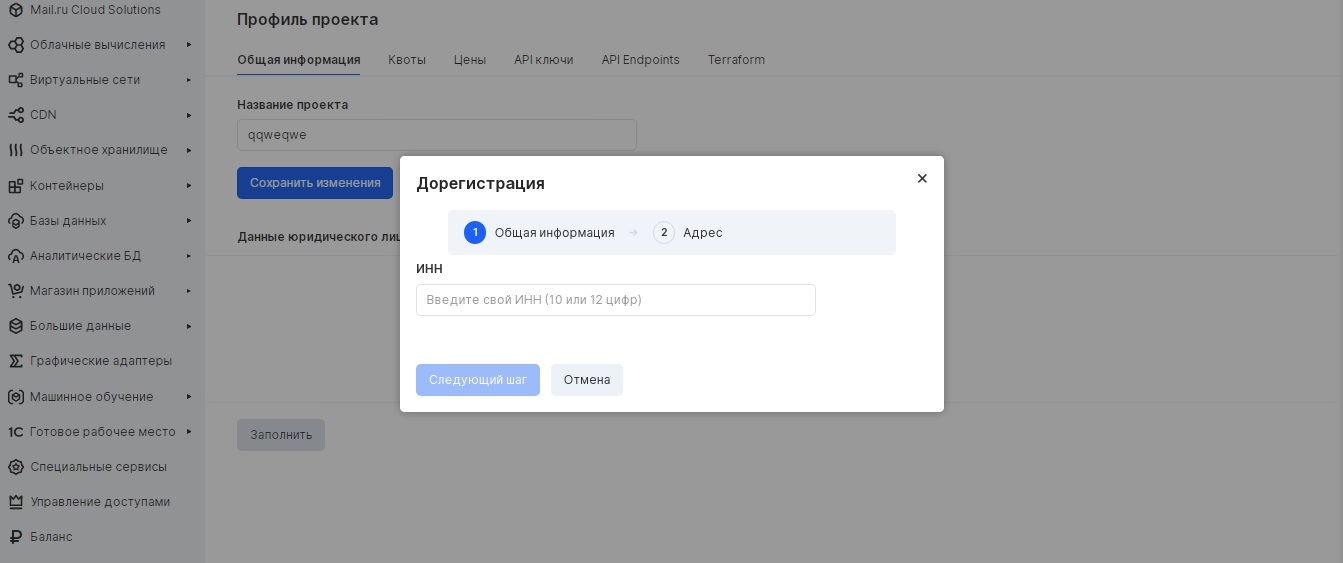 Mail.ru Cloud Solutions
Облачные вычисления
Виртуальные сети
CDN
Объектное хранилище
Контейнеры
Базы данных
Аналитические БД
Магазин приложений
Большие данные
Графические адаптеры
Машинное обучение
1C Готовое рабочее место
Специальные сервисы
Управление доступами
Баланс
Профиль проекта
Общая информация Квоты Цены API ключи API Endpoints Terraform
Название проекта
qqweqwe
Сохранить изменения
Данные юридического лиц
Заполнить
Дорегистрация
1 Общая информация → 2 Адрес
ИНН
Введите свой ИНН (10 или 12 цифр)
Следующий шаг Отмена